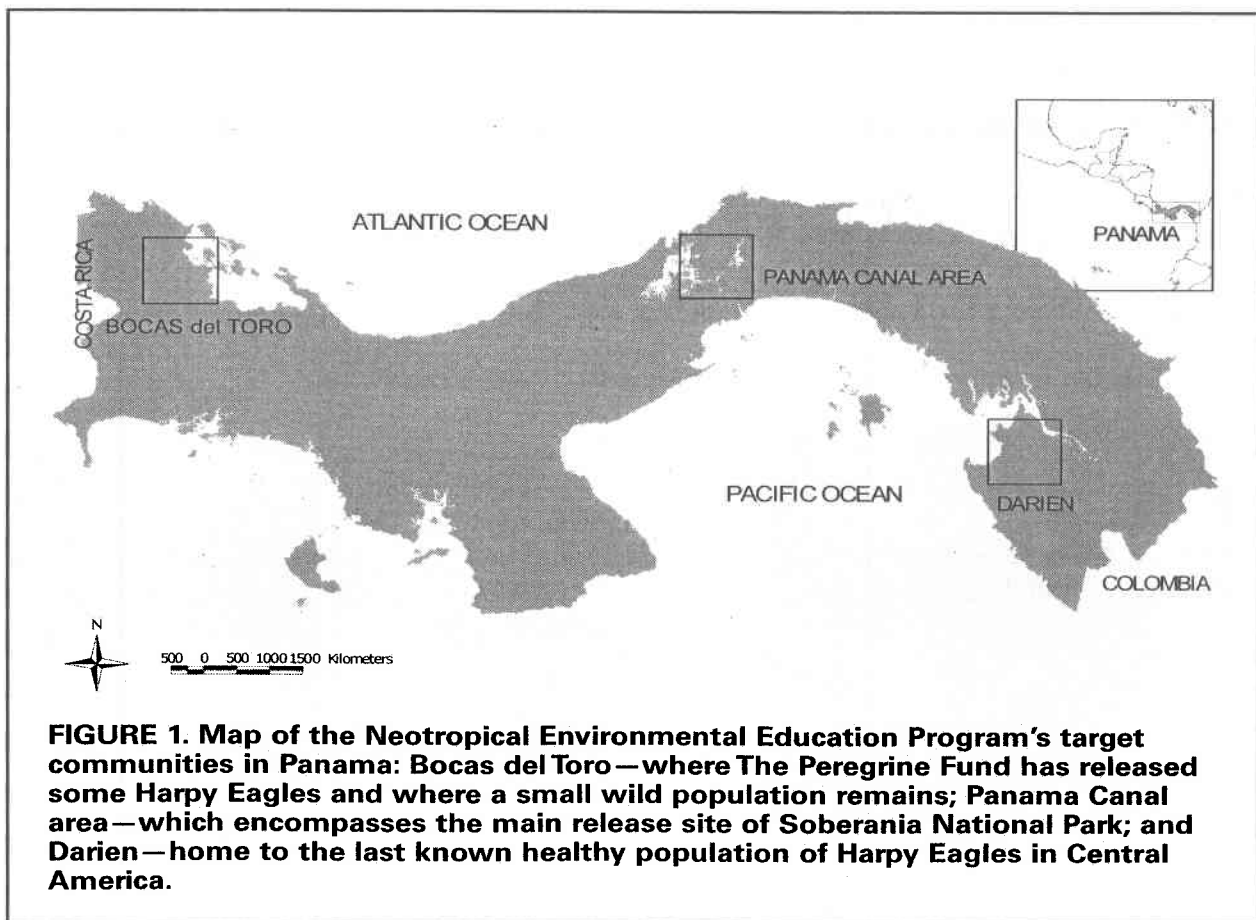 ATLANTIC OCEAN
PANAMA
COSTA RICA
PANAMA CANAL AREA
BOCAS del TORO
PACIFIC OCEAN
DARIEN
COLOMBIA
N
500 0 500 1000 1500 Kilometers
FIGURE 1. Map of the Neotropical Environmental Education Program's target
communities in Panama: Bocas del Toro—where The Peregrine Fund has released
some Harpy Eagles and where a small wild population remains; Panama Canal
area—which encompasses the main release site of Soberania National Park; and
Darien—home to the last known healthy population of Harpy Eagles in Central
America.